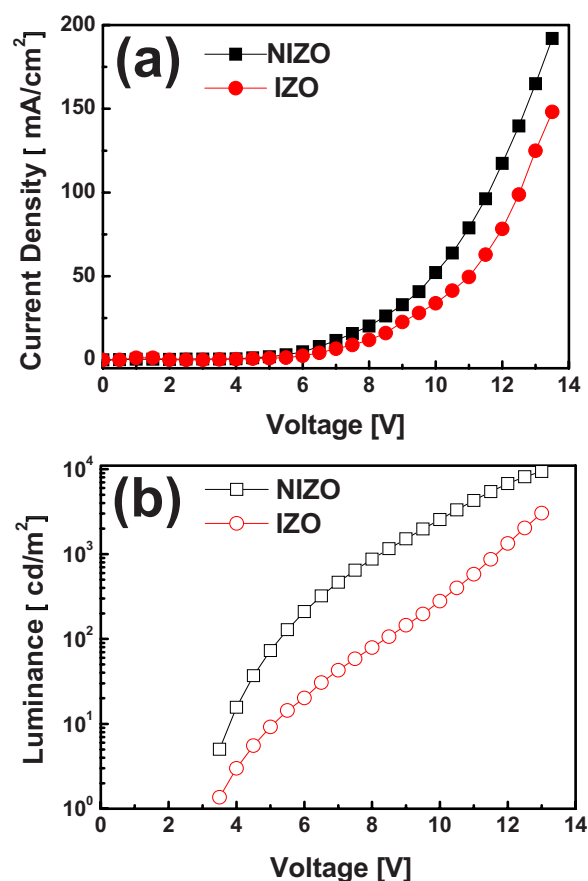 (a)
NIZO
IZO
Current Density [ mA/cm²]
200
150
100
50
0
0 2 4 6 8 10 12 14
Voltage [V]
(b)
NIZO
IZO
Luminance [ cd/m²]
10⁴
10³
10²
10¹
10⁰
0 2 4 6 8 10 12 14
Voltage [V]